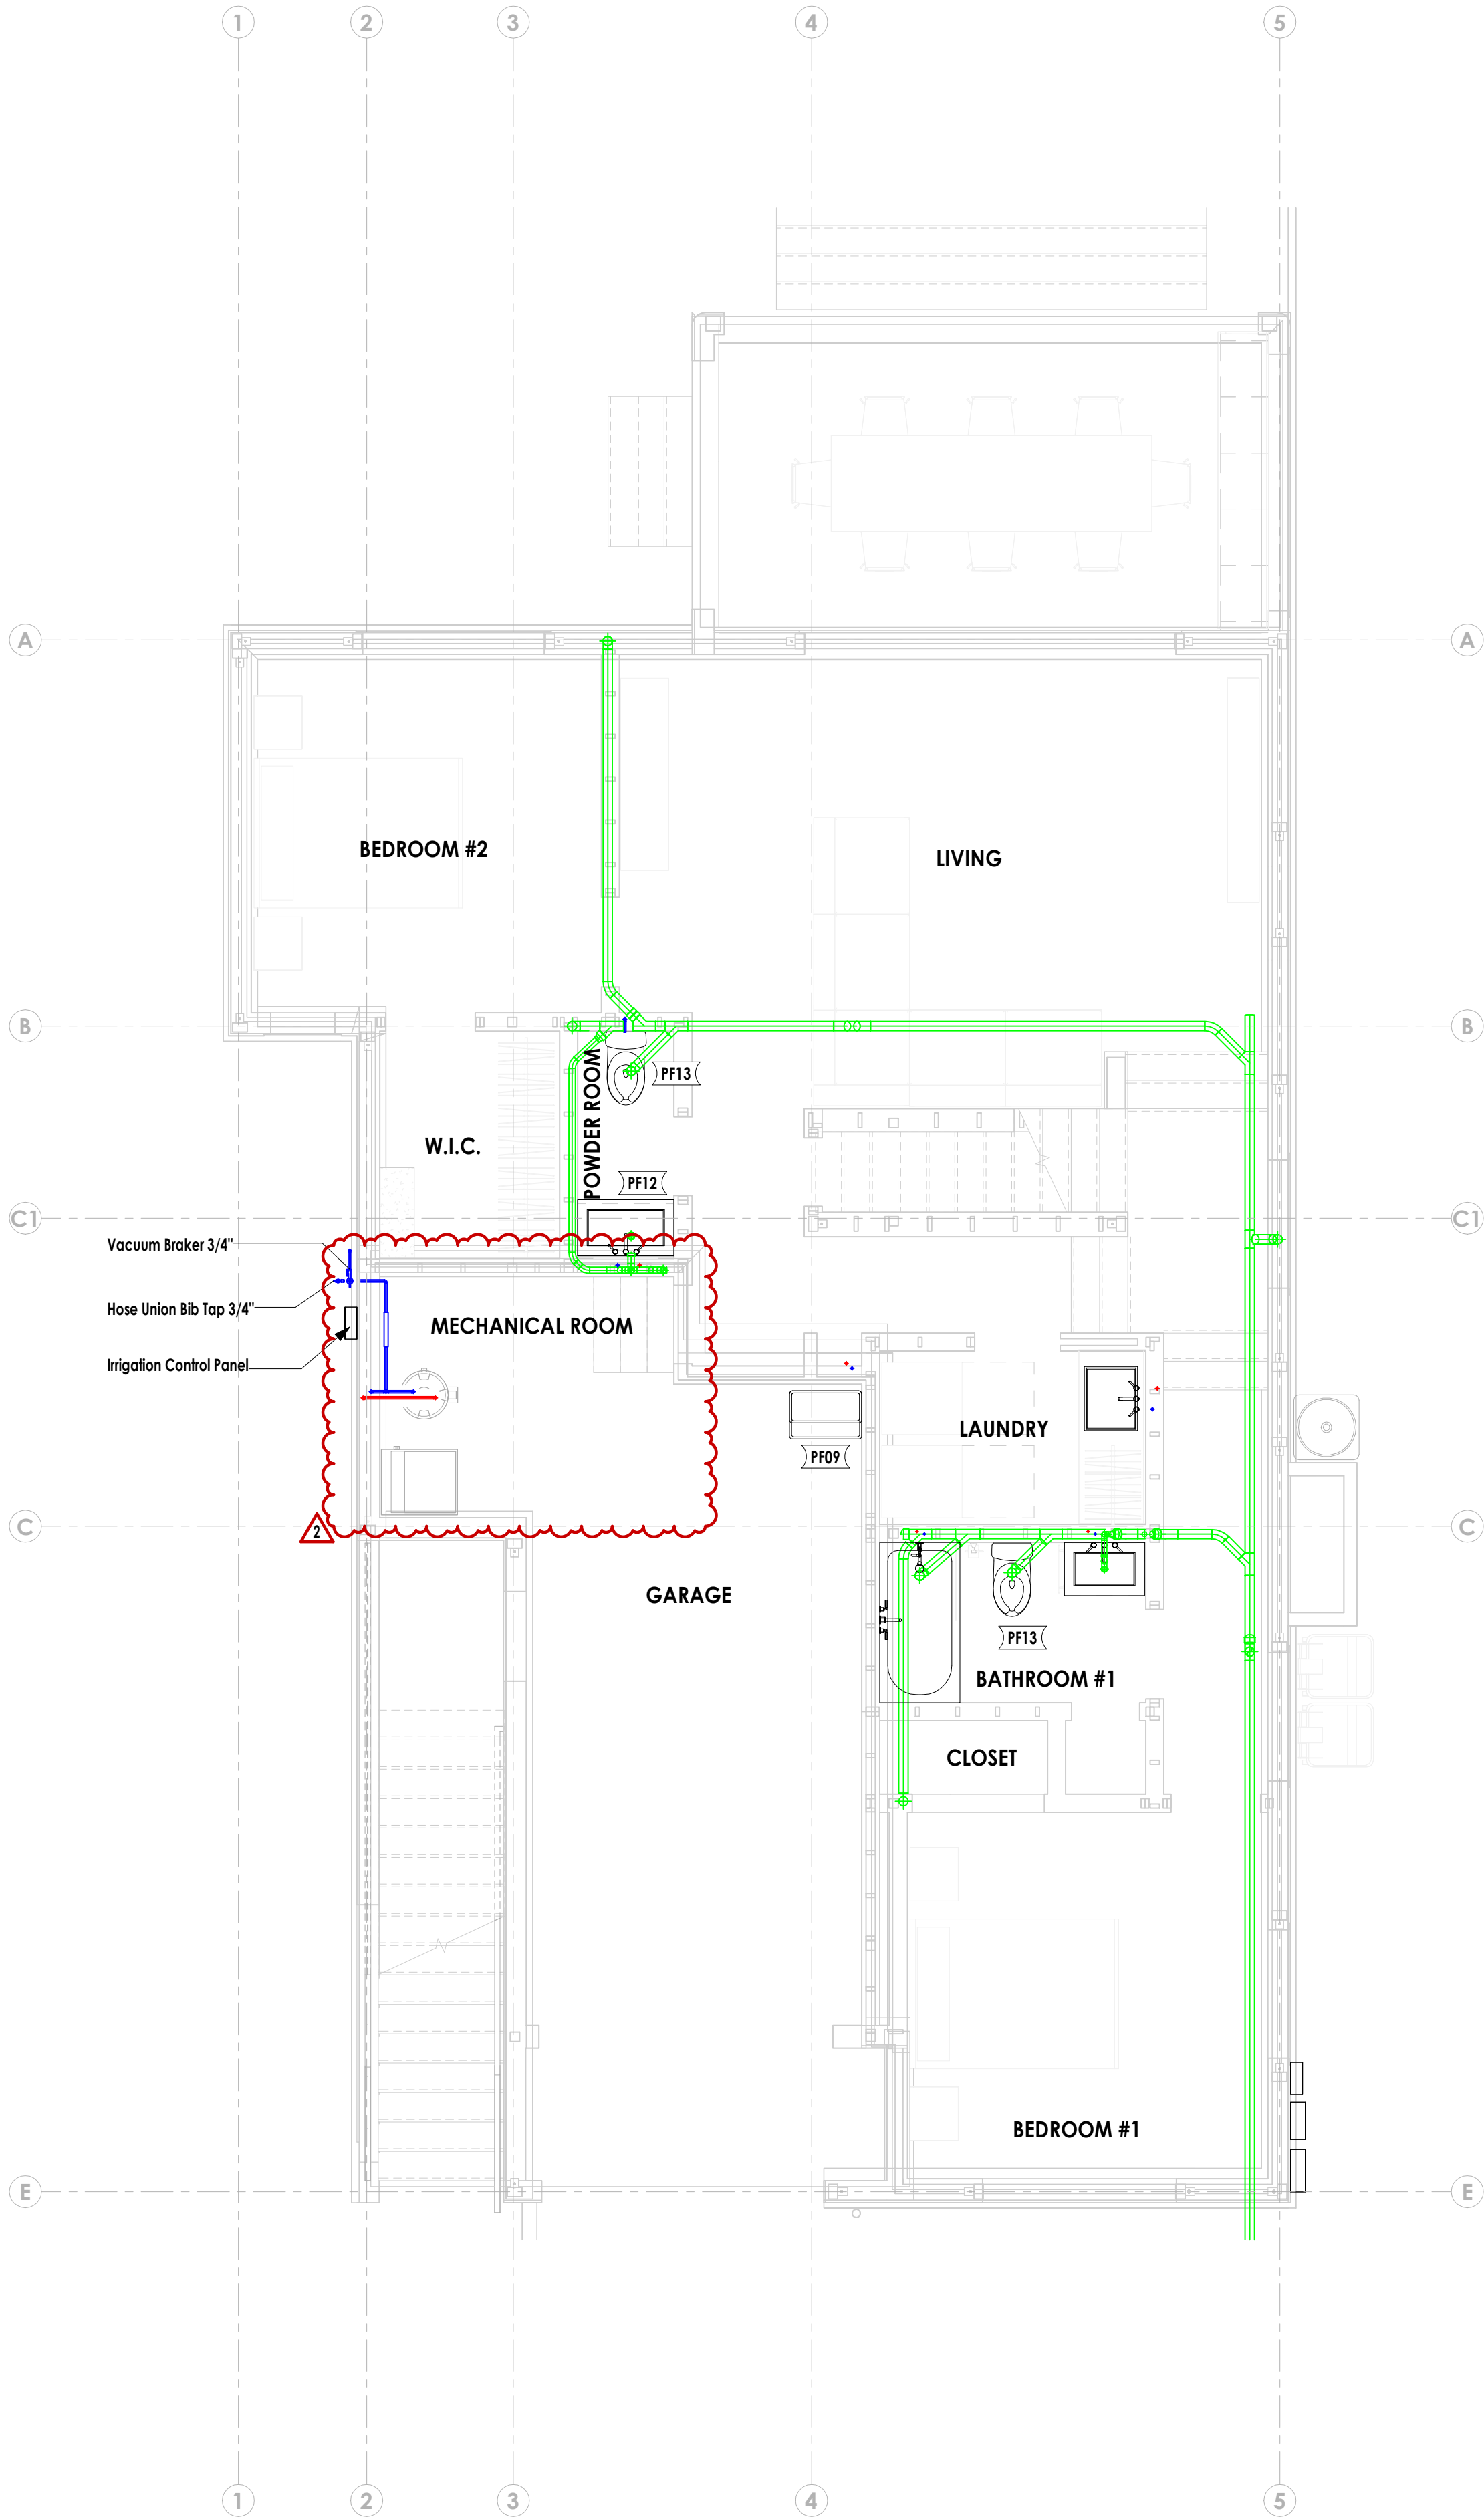 1 2 3 4 5
A A
BEDROOM #2
LIVING
B B
POWDER ROOM
PF13
W.I.C.
PF12
C1 C1
Vacuum Braker 3/4"
Hose Union Bib Tap 3/4"
MECHANICAL ROOM
Irrigation Control Panel
LAUNDRY
PF09
C C
2
GARAGE
PF13
BATHROOM #1
CLOSET
BEDROOM #1
E E
1 2 3 4 5